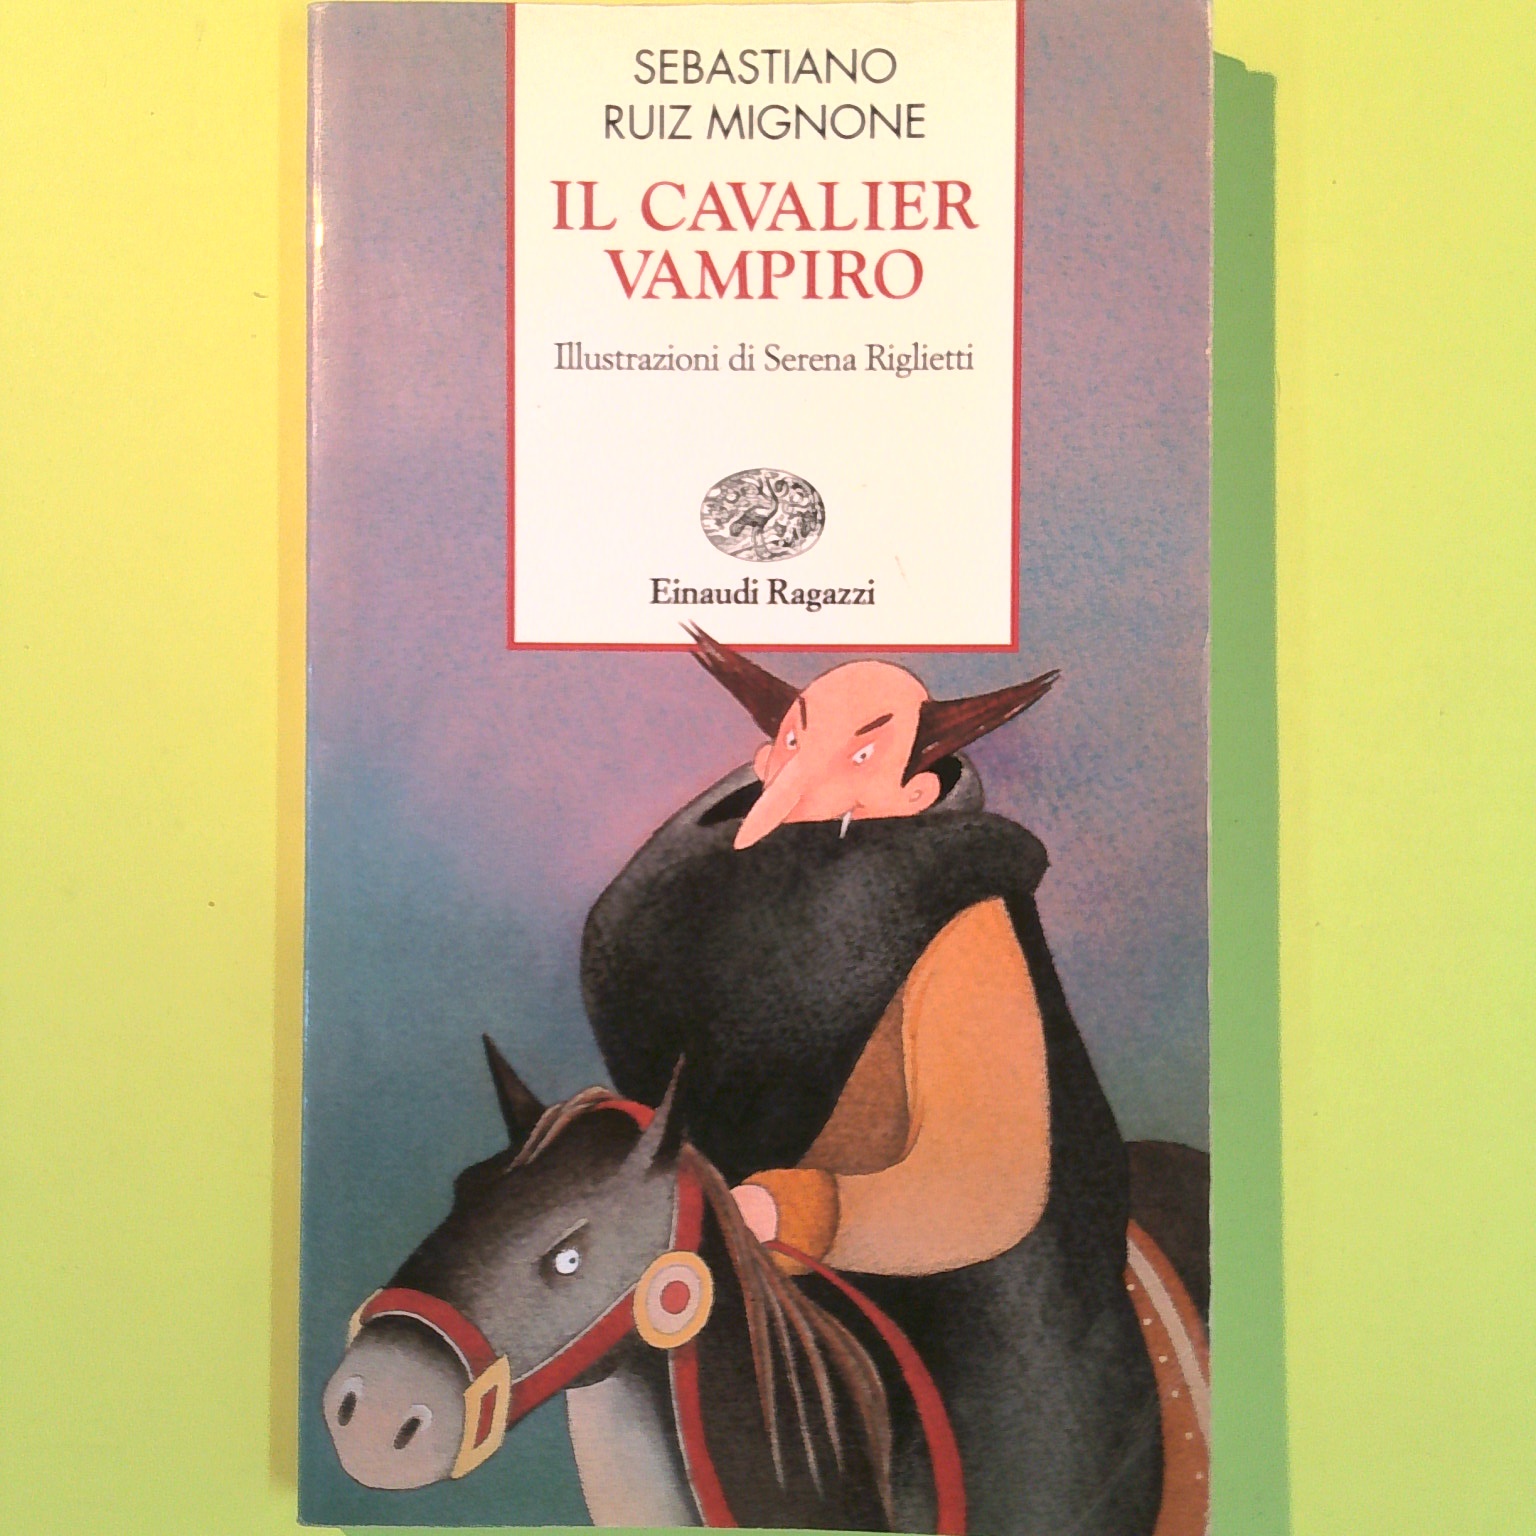 SEBASTIANO
RUIZ MIGNONE
IL CAVALIER
VAMPIRO
Illustrazioni di Serena Riglietti
Einaudi Ragazzi